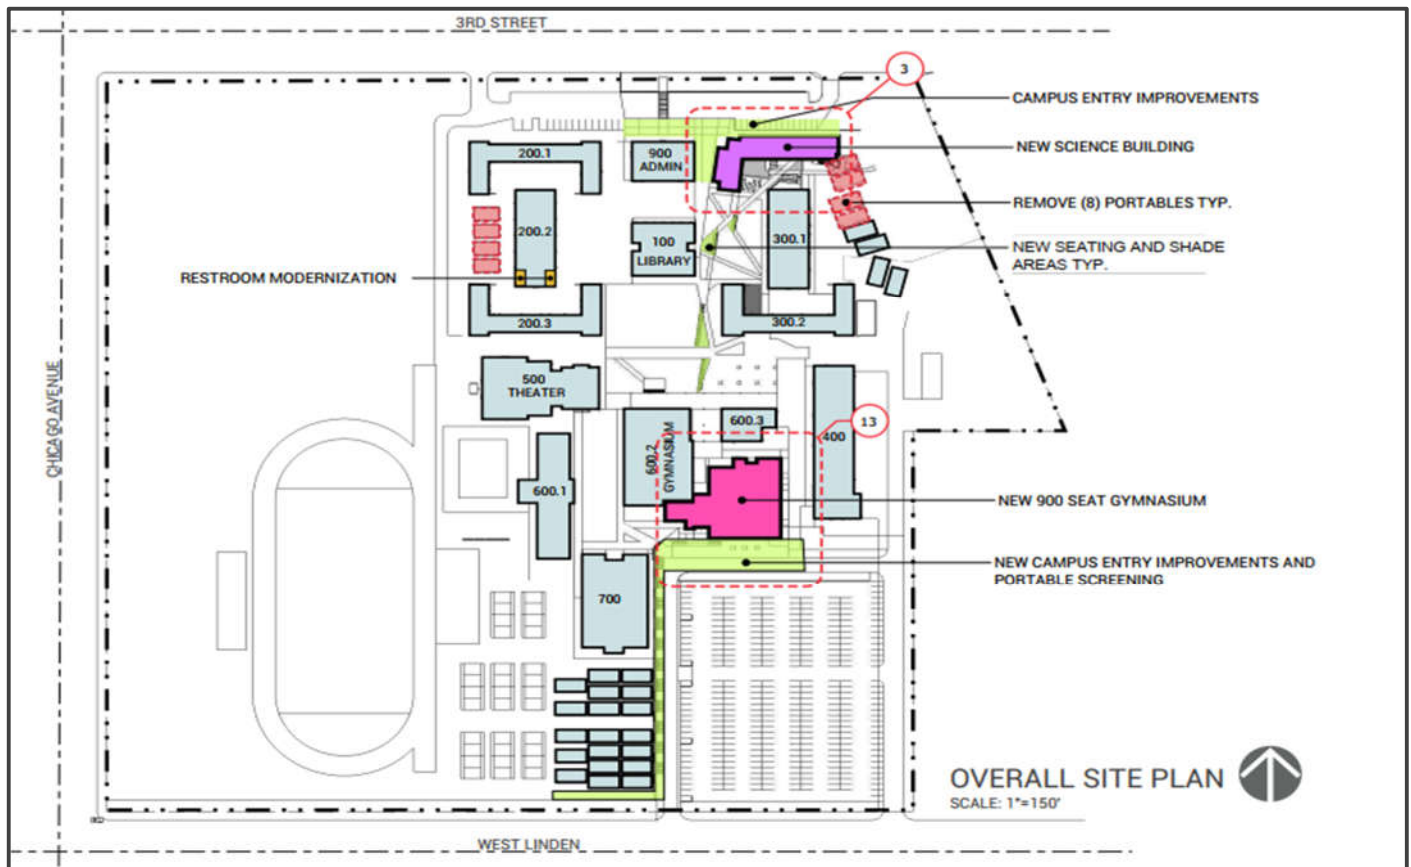 3RD STREET
3
CAMPUS ENTRY IMPROVEMENTS
200.1
900
ADMIN
NEW SCIENCE BUILDING
REMOVE (8) PORTABLES TYP.
200.2
100
LIBRARY
300.1
NEW SEATING AND SHADE
AREAS TYP.
RESTROOM MODERNIZATION
200.3
300.2
CHICAGO AVENUE
500
THEATER
600.3
13
400
600.2
GYMNASIUM
600.1
NEW 900 SEAT GYMNASIUM
NEW CAMPUS ENTRY IMPROVEMENTS AND
PORTABLE SCREENING
700
OVERALL SITE PLAN
SCALE: 1"=150'
WEST LINDEN